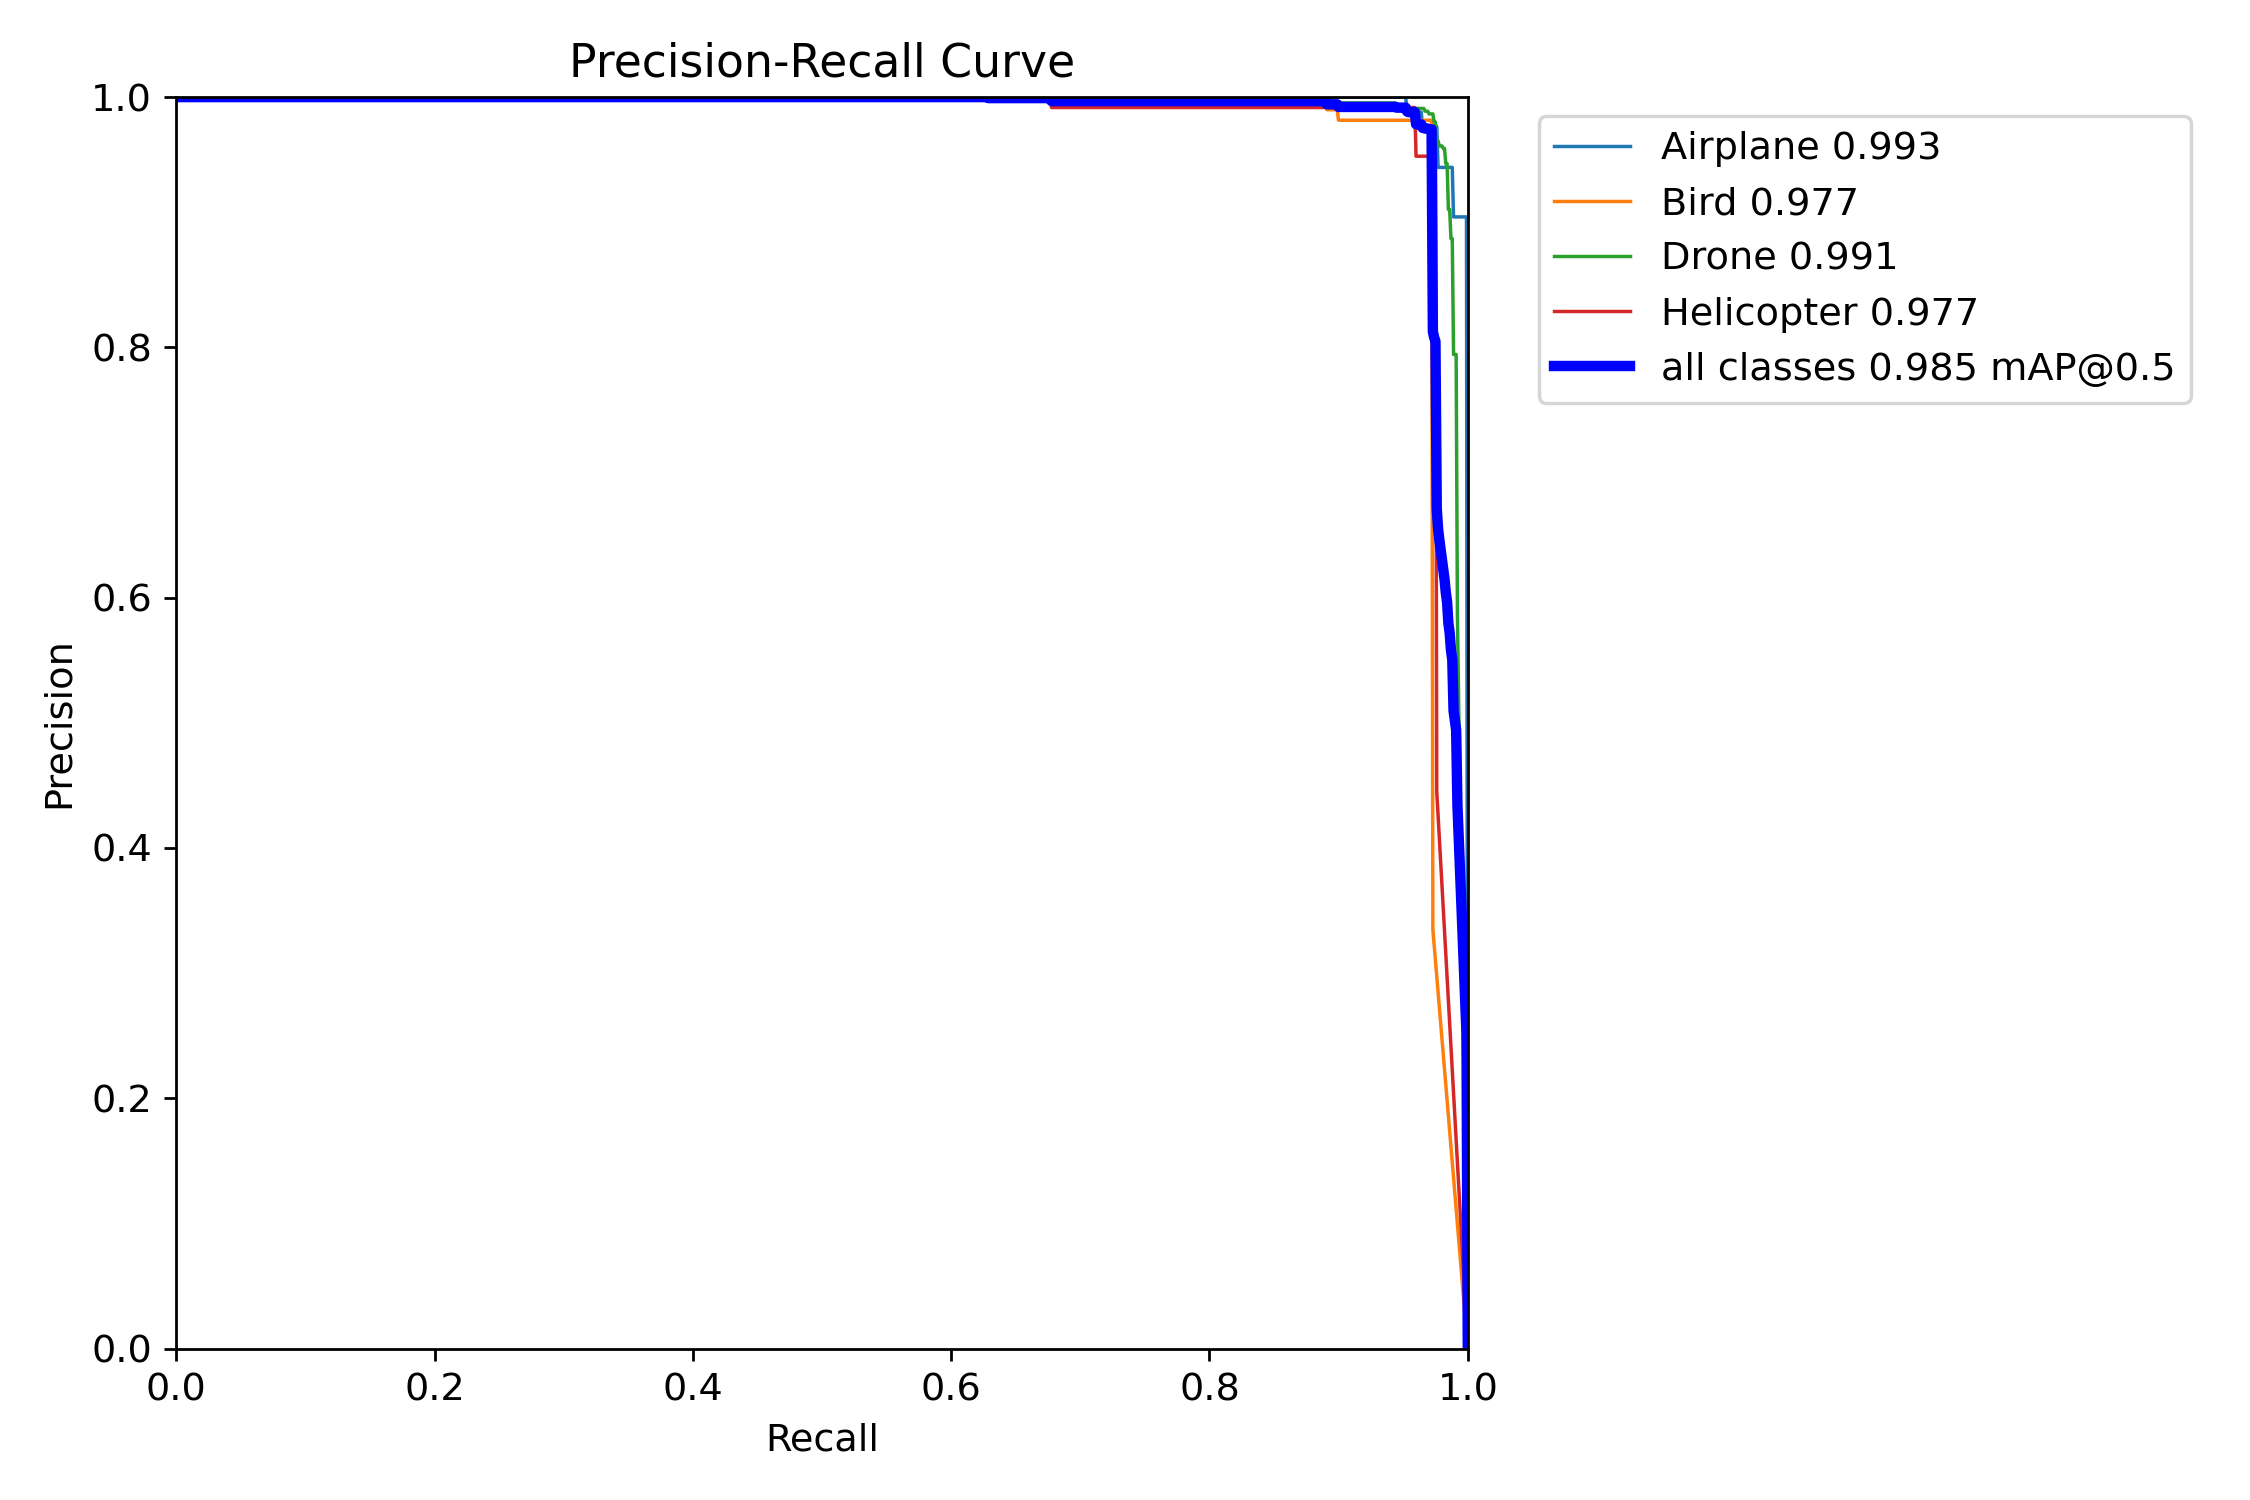 Precision-Recall Curve
1.0
0.8
0.6
0.4
0.2
0.0
Precision
0.0 0.2 0.4 0.6 0.8 1.0
Recall
Airplane 0.993
Bird 0.977
Drone 0.991
Helicopter 0.977
all classes 0.985 mAP@0.5